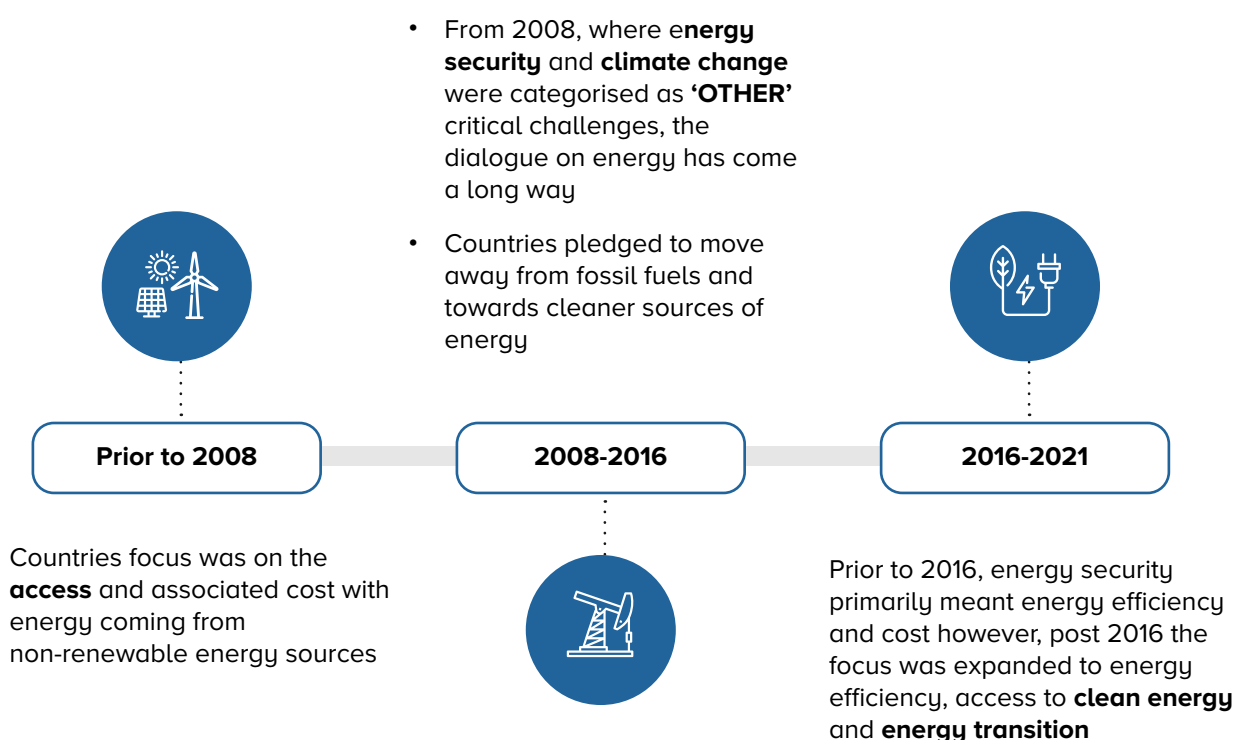 • From 2008, where energy
security and climate change
were categorised as ‘OTHER’
critical challenges, the
dialogue on energy has come
a long way
• Countries pledged to move
away from fossil fuels and
towards cleaner sources of
energy
Prior to 2008
2008-2016
2016-2021
Countries focus was on the
access and associated cost with
energy coming from
non-renewable energy sources
Prior to 2016, energy security
primarily meant energy efficiency
and cost however, post 2016 the
focus was expanded to energy
efficiency, access to clean energy
and energy transition